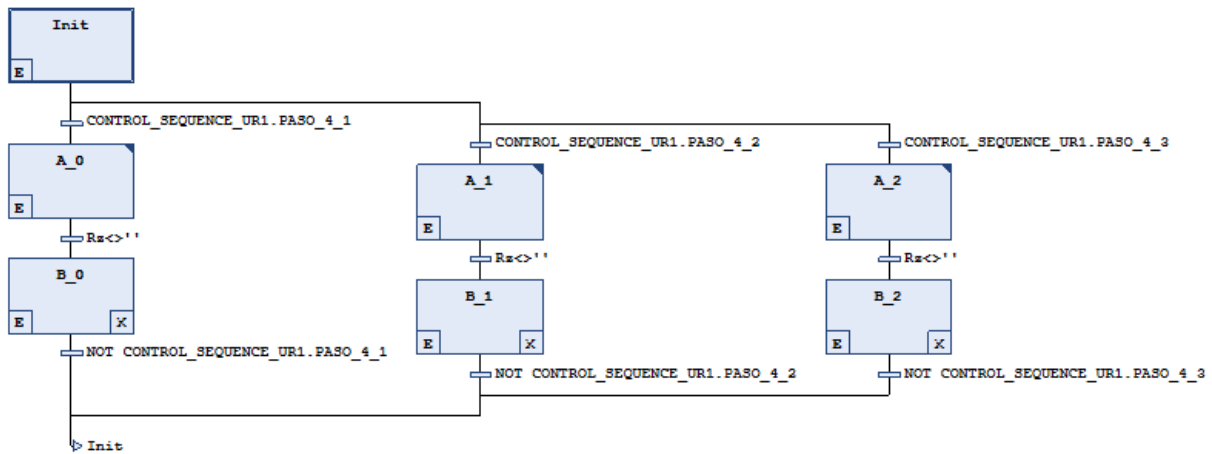 Init
E
CONTROL_SEQUENCE_UR1.PASO_4_1
CONTROL_SEQUENCE_UR1.PASO_4_2
CONTROL_SEQUENCE_UR1.PASO_4_3
A_0
E
A_1
E
A_2
E
Rz<>''
Rz<>''
Rz<>''
B_0
E X
B_1
E X
B_2
E X
NOT CONTROL_SEQUENCE_UR1.PASO_4_1
NOT CONTROL_SEQUENCE_UR1.PASO_4_2
NOT CONTROL_SEQUENCE_UR1.PASO_4_3
Init